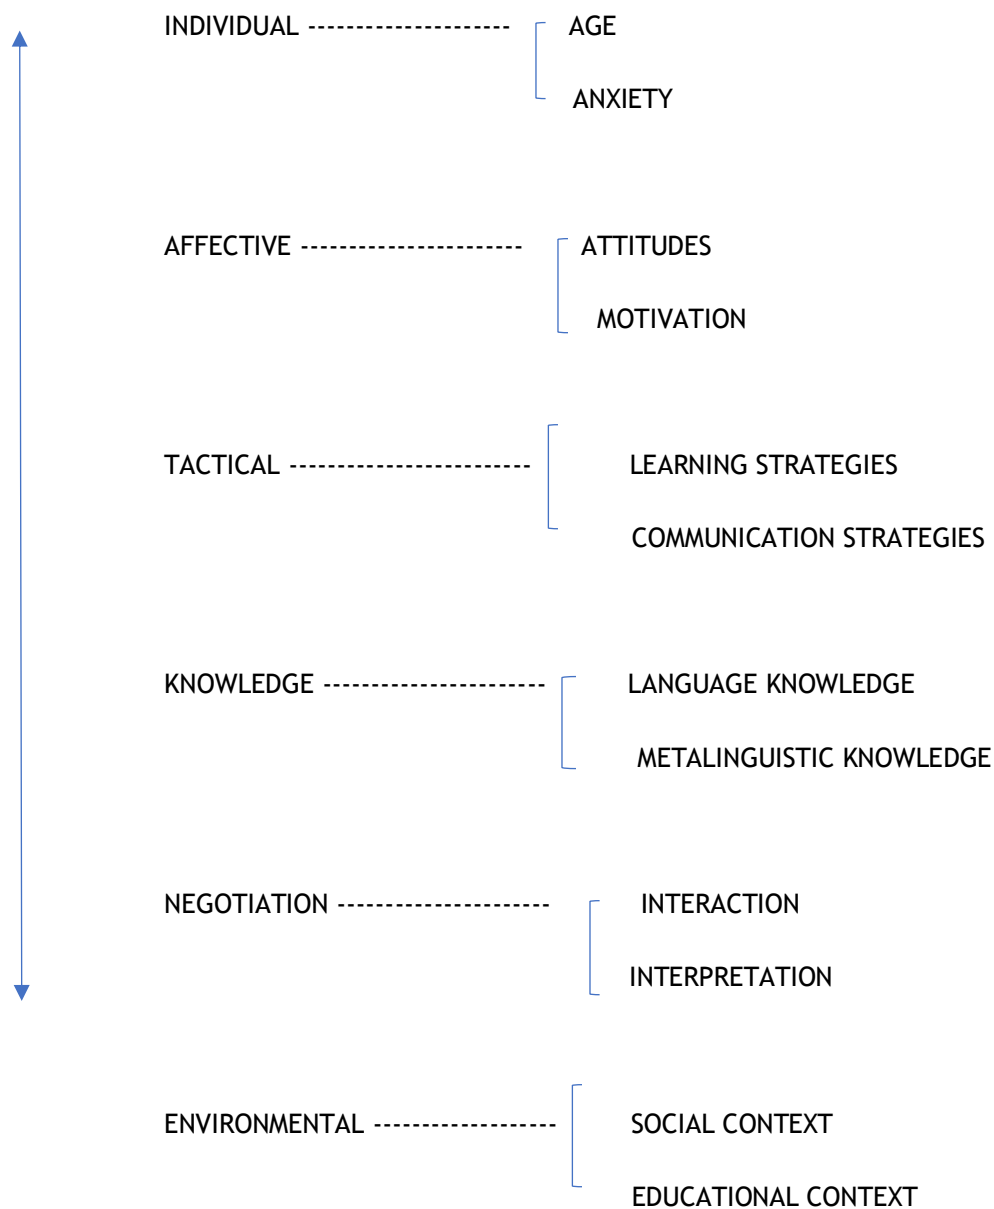 INDIVIDUAL --------------------- AGE
ANXIETY
AFFECTIVE ----------------------- ATTITUDES
MOTIVATION
TACTICAL ------------------------- LEARNING STRATEGIES
COMMUNICATION STRATEGIES
KNOWLEDGE ----------------------- LANGUAGE KNOWLEDGE
METALINGUISTIC KNOWLEDGE
NEGOTIATION ---------------------- INTERACTION
INTERPRETATION
ENVIRONMENTAL ------------------- SOCIAL CONTEXT
EDUCATIONAL CONTEXT